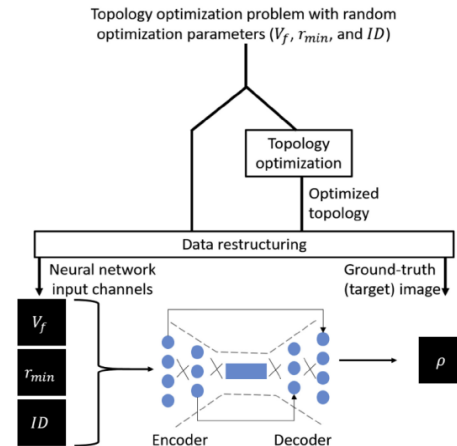 Topology optimization problem with random
optimization parameters (V_f, r_min, and ID)
Topology
optimization
Optimized
topology
Data restructuring
Neural network
input channels
Ground-truth
(target) image
V_f
r_min
ID
ρ
Encoder
Decoder